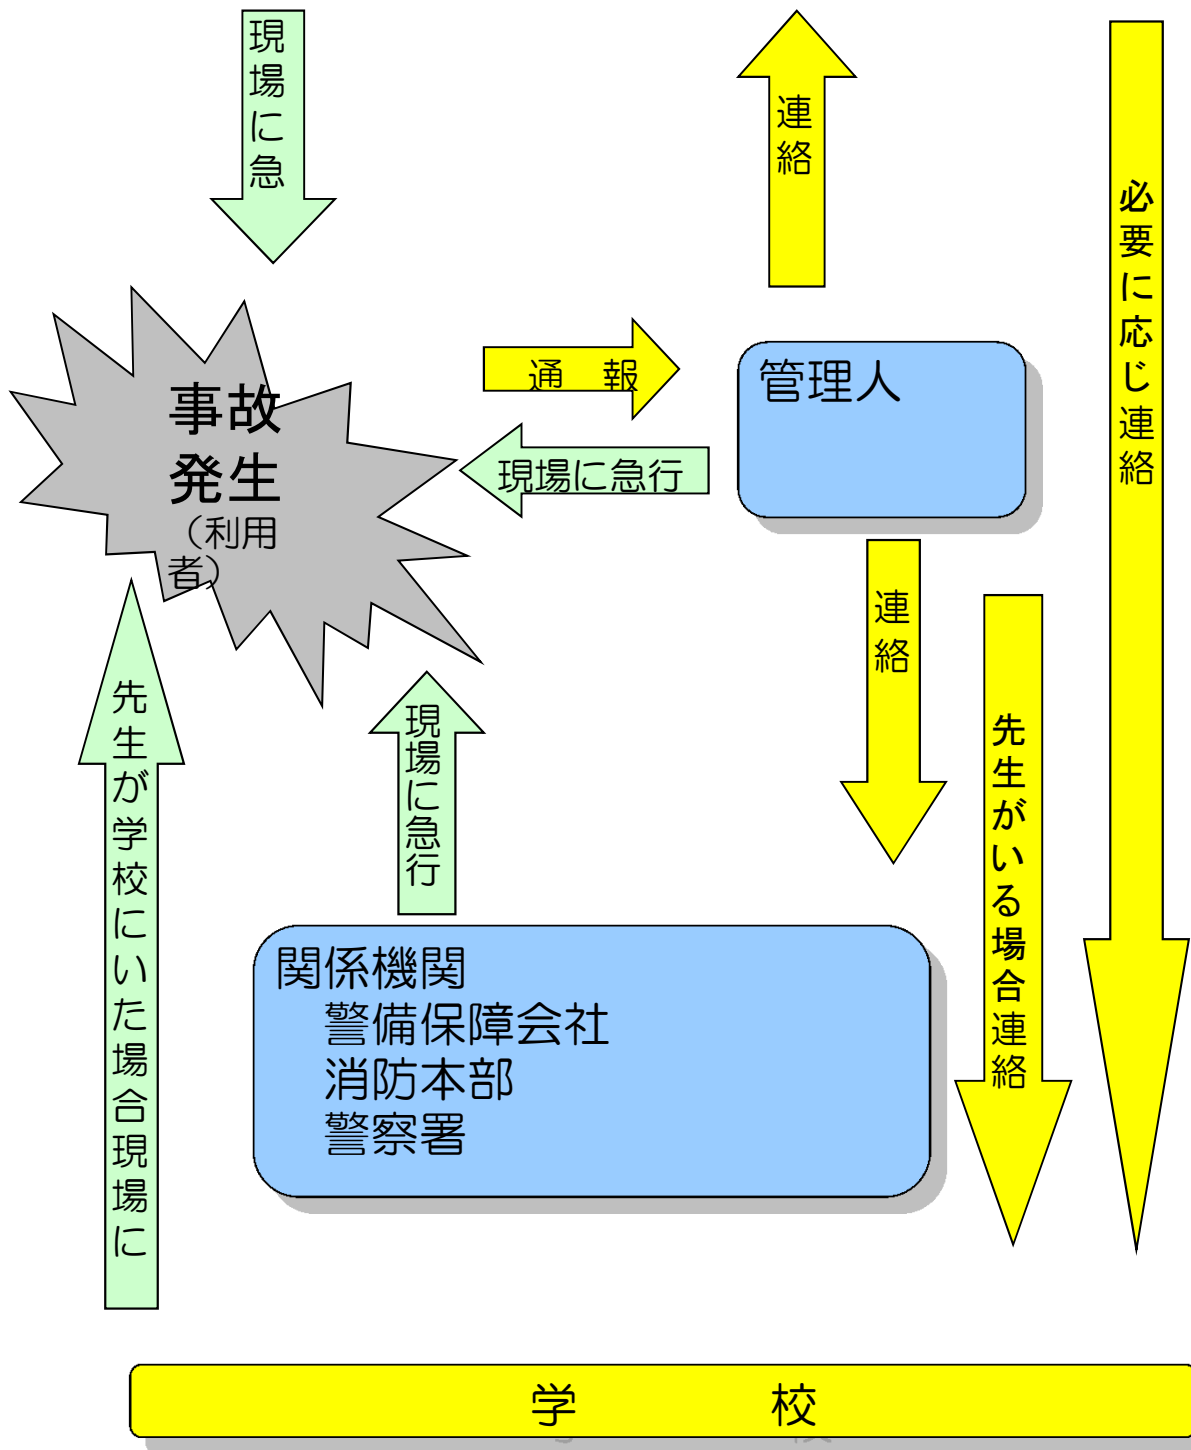 現場に急
連絡
必要に応じ連絡
通　報
管理人
現場に急行
事故
発生
（利用
者）
連絡
先生がいる場合連絡
先生が学校にいた場合現場に
現場に急行
関係機関
警備保障会社
消防本部
警察署
学　校